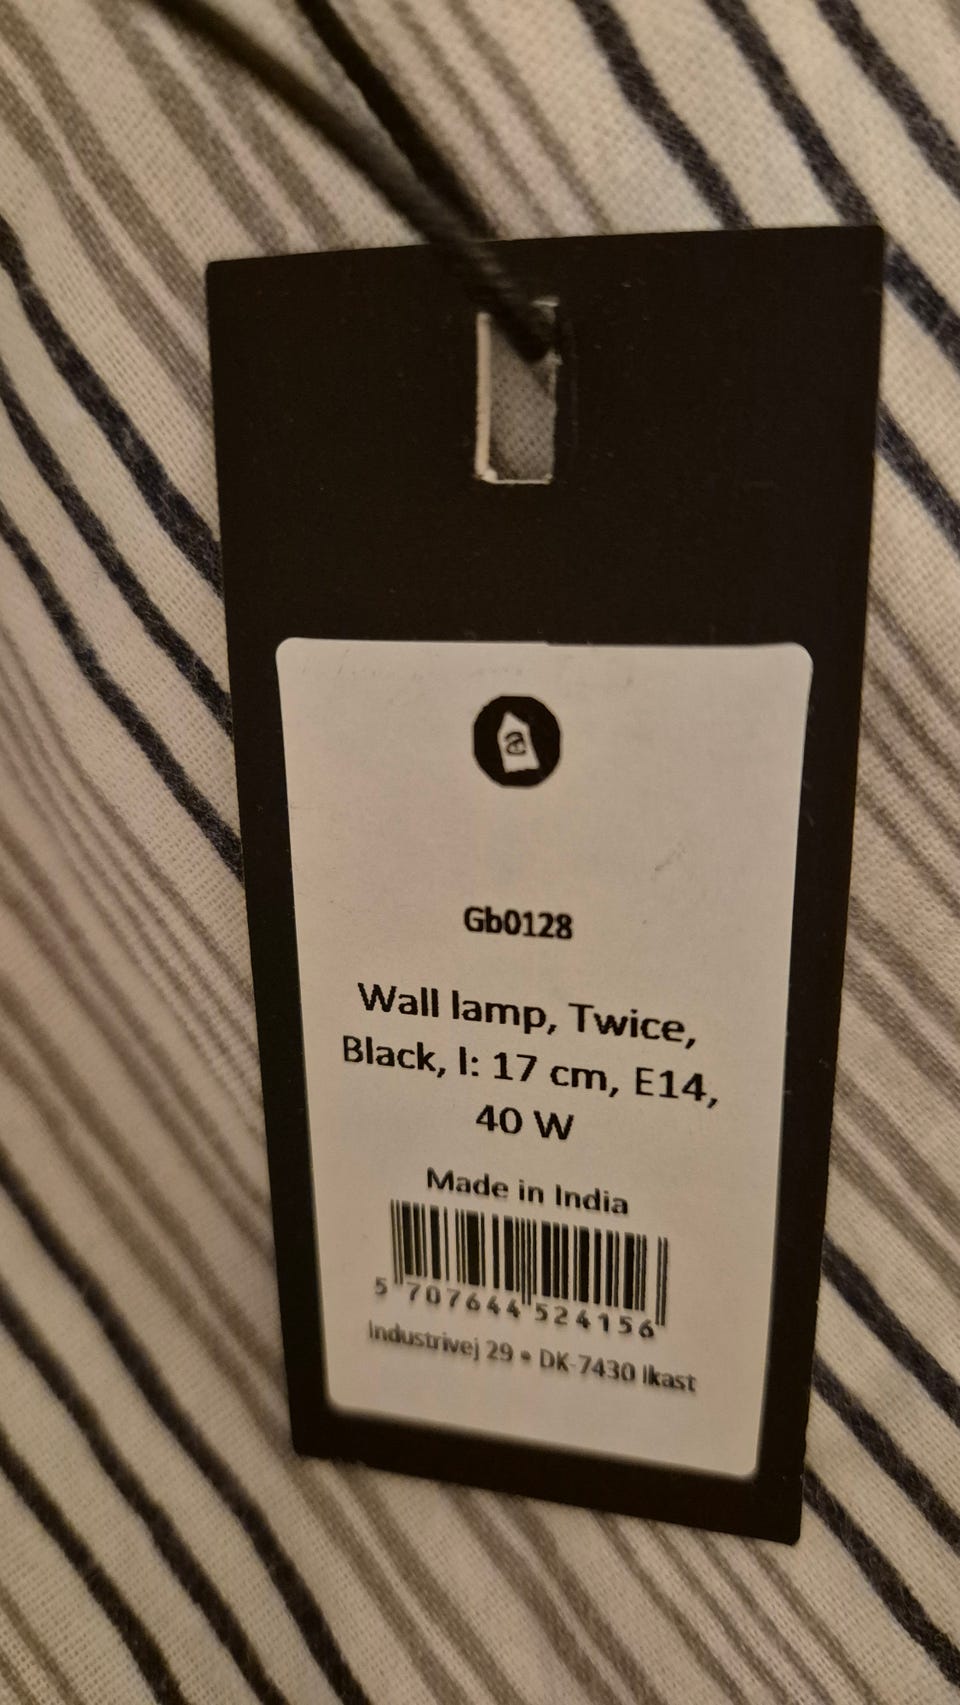 a
Gb0128
Wall lamp, Twice,
Black, l: 17 cm, E14,
40 W
Made in India
5 707644 524156
Industrivej 29 • DK-7430 Ikast